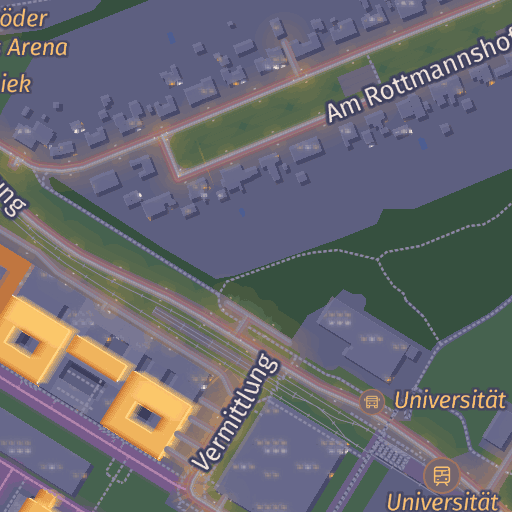 öder
Arena
iek
Am Rottmannshof
ung
Vermittlung
Universität
Universität